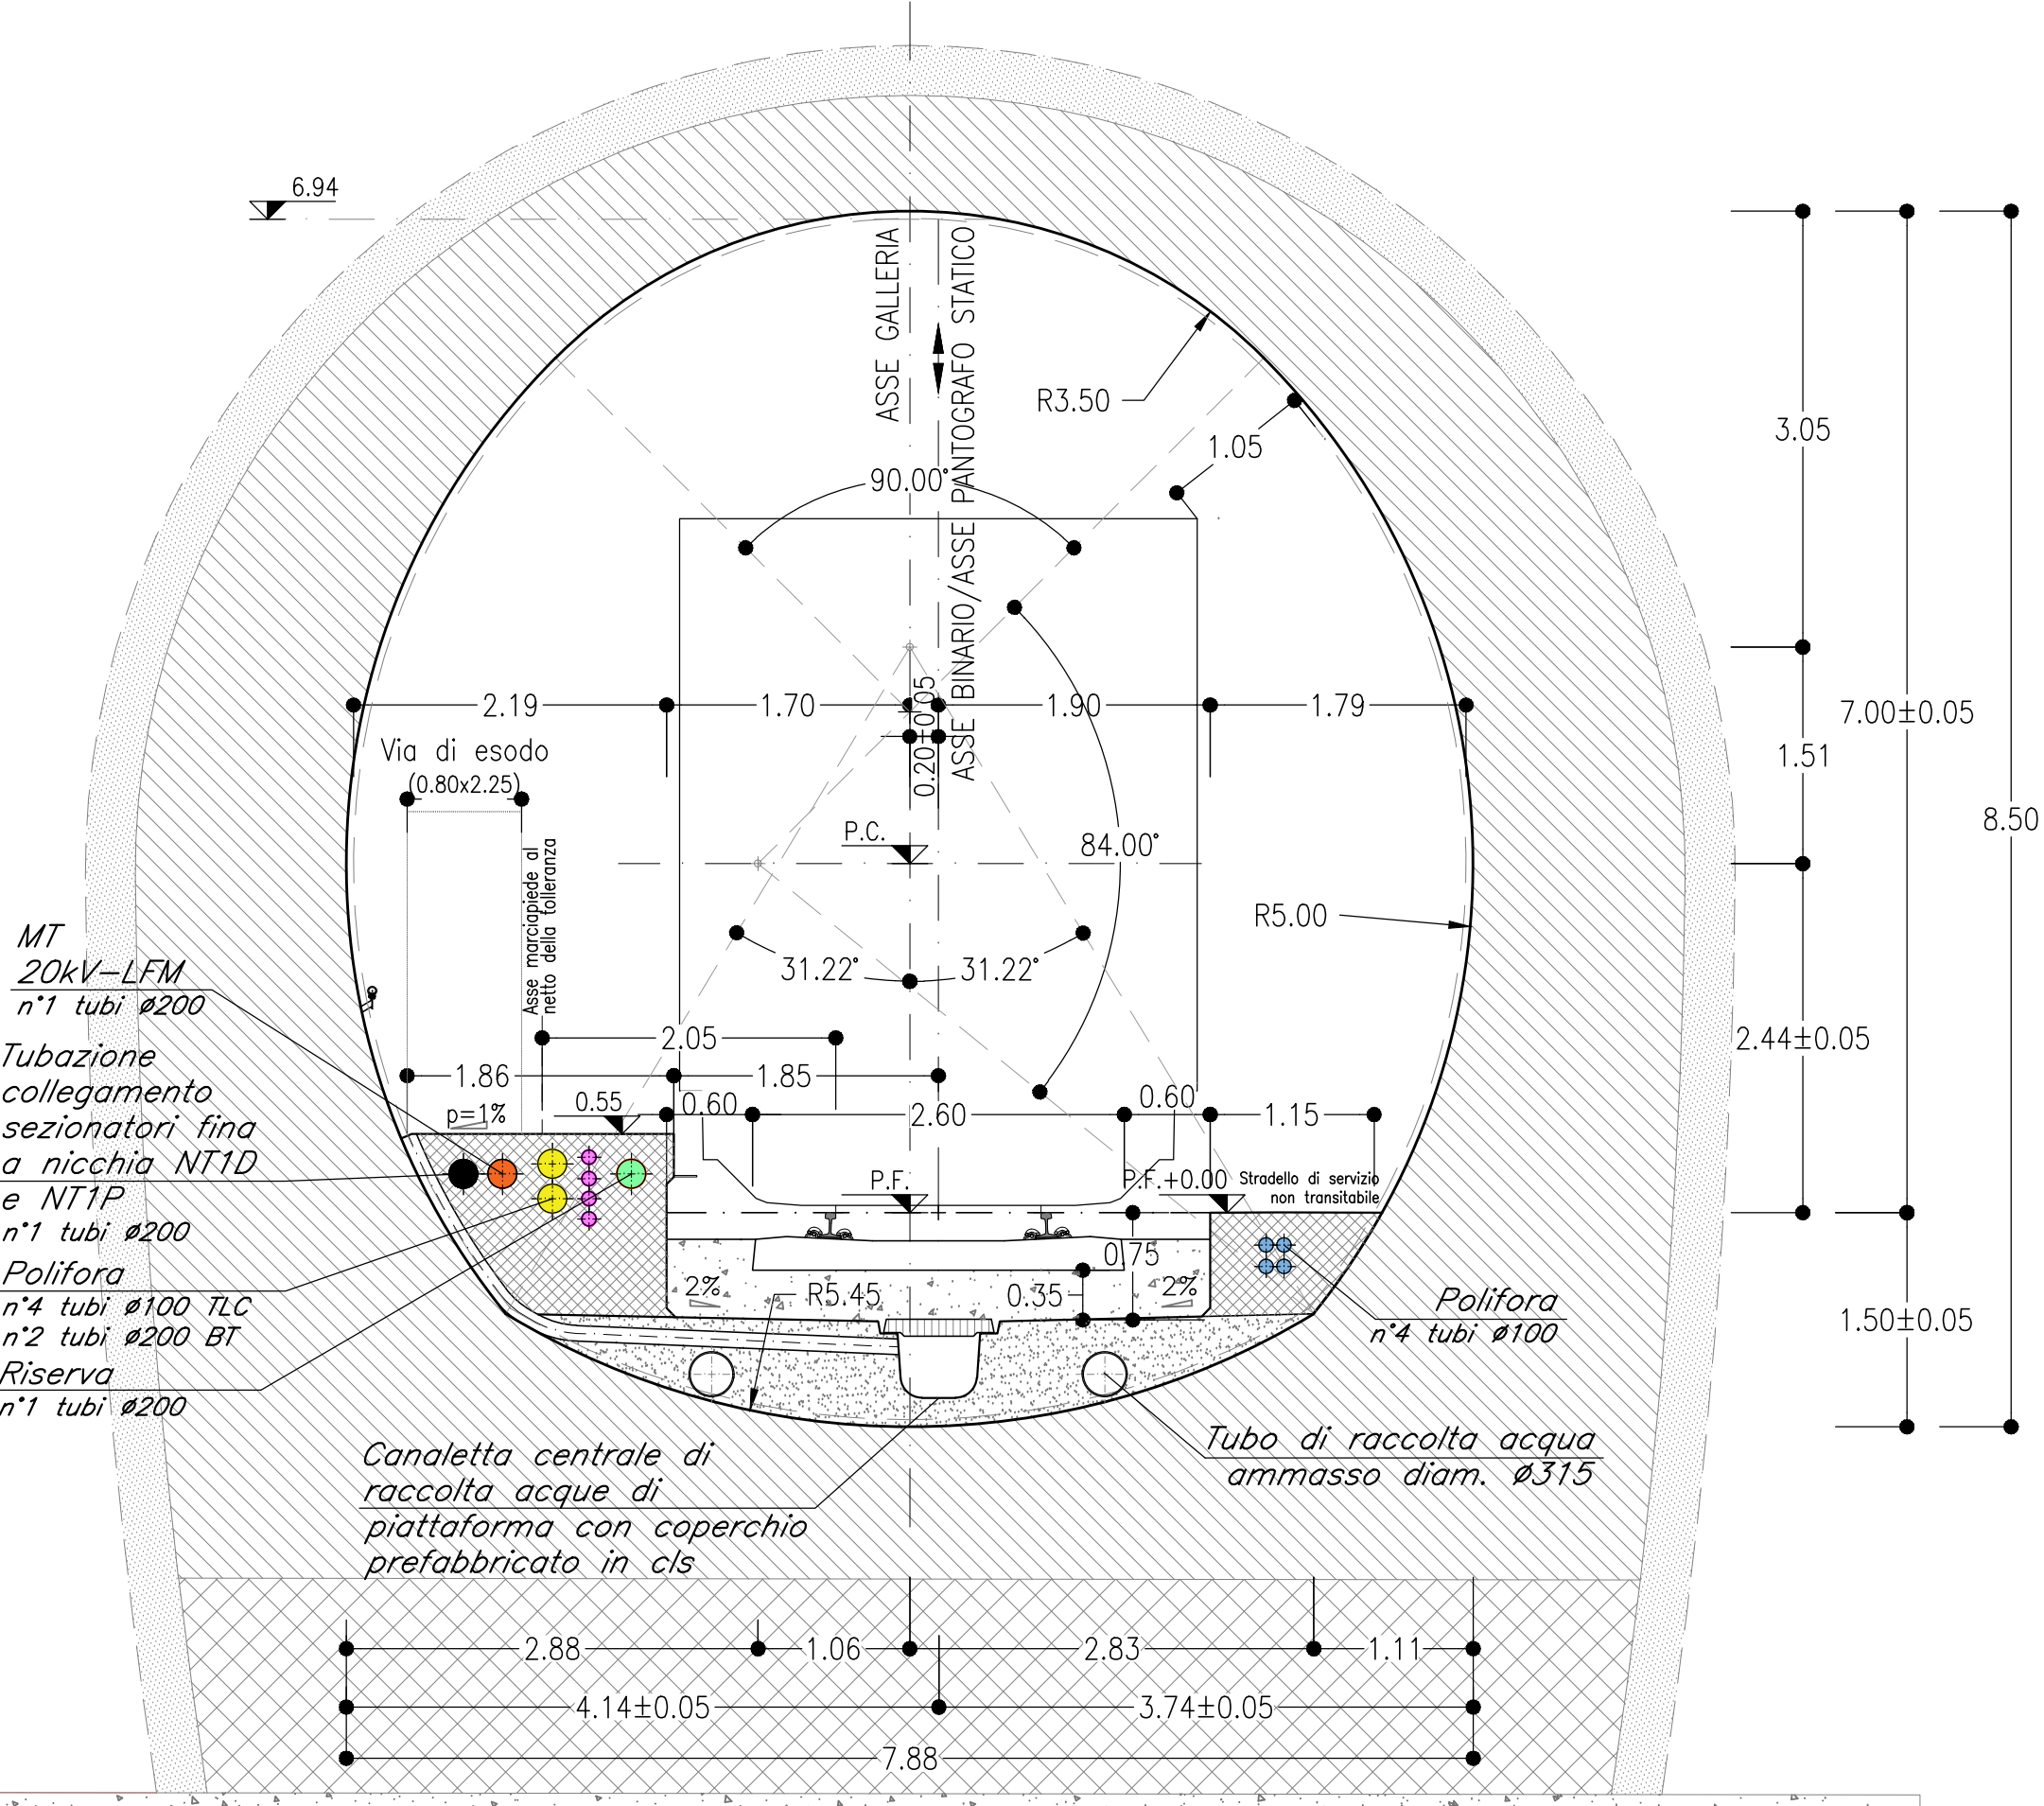 6.94
ASSE GALLERIA
ASSE BINARIO/ASSE PANTOGRAFO STATICO
R3.50
1.05
90.00°
3.05
2.19
1.70
0.20±0.05
1.90
1.79
7.00±0.05
1.51
Via di esodo
(0.80x2.25)
8.50
P.C.
84.00°
Asse marciapiede al
netto della tolleranza
R5.00
31.22°
31.22°
MT
20kV-LFM
n°1 tubi ø200
2.05
2.44±0.05
Tubazione
collegamento
sezionatori fina
a nicchia NT1D
e NT1P
n°1 tubi ø200
1.86
1.85
p=1%
0.55
0.60
2.60
0.60
1.15
P.F.
P.F.+0.00
Stradello di servizio
non transitabile
Polifora
n°4 tubi ø100 TLC
n°2 tubi ø200 BT
2%
R5.45
0.35
0.75
2%
Polifora
n°4 tubi ø100
1.50±0.05
Riserva
n°1 tubi ø200
Canaletta centrale di
raccolta acque di
piattaforma con coperchio
prefabbricato in cls
Tubo di raccolta acqua
ammasso diam. ø315
2.88
1.06
2.83
1.11
4.14±0.05
3.74±0.05
7.88